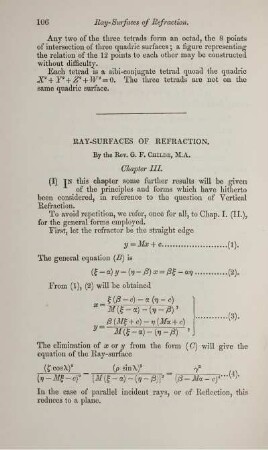 106 Ray-Surfaces of Refraction.
Any two of the three tetrads form an octad, the 8 points
of intersection of three quadric surfaces; a figure representing
the relation of the 12 points to each other may be constructed
without difficulty.
Each tetrad is a sibi-conjugate tetrad quoad the quadric
X² + Y² + Z² + W² = 0. The three tetrads are not on the
same quadric surface.
RAY-SURFACES OF REFRACTION.
By the Rev. G. F. CHILDE, M.A.
Chapter III.
(1) IN this chapter some further results will be given
of the principles and forms which have hitherto
been considered, in reference to the question of Vertical
Refraction.
To avoid repetition, we refer, once for all, to Chap. I. (II.),
for the general forms employed.
First, let the refractor be the straight edge
y = Mx + c.....................(1).
The general equation (B) is
(ξ − α) y − (η − β) x = βξ − αη............(2).
From (1), (2) will be obtained
x = ξ (β − c) − α (η − c) / M (ξ − α) − (η − β) ,
y = β (Mξ + c) − η (Mα + c) / M (ξ − α) − (η − β) , ......(3).
The elimination of x or y from the form (C) will give the
equation of the Ray-surface
(ζ cosλ)² / (η − Mξ − c)² − (ρ sinλ)² / {M (ξ − α) − (η − β)}² = γ² / (β − Mα − c)² ...(4).
In the case of parallel incident rays, or of Reflection, this
reduces to a plane.